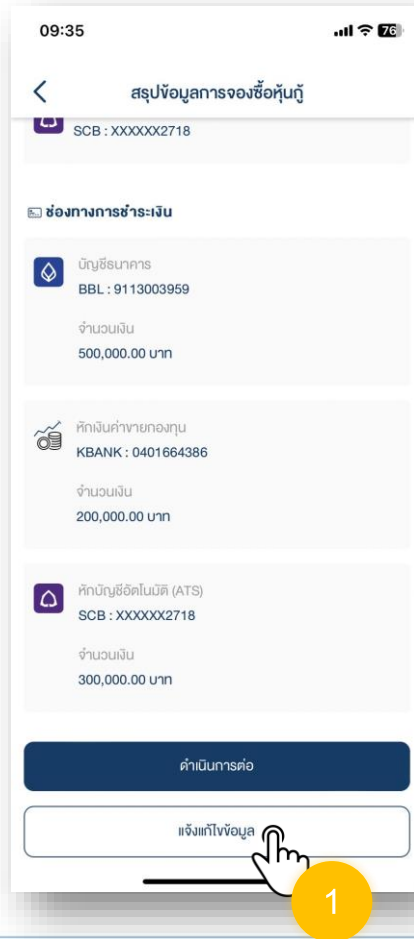 09:35
76
สรุปข้อมูลการจองซื้อหุ้นกู้
SCB : XXXXXX2718
ช่องทางการชำระเงิน
บัญชีธนาคาร
BBL : 9113003959
จำนวนเงิน
500,000.00 บาท
หักเงินค่าขายกองทุน
KBANK : 0401664386
จำนวนเงิน
200,000.00 บาท
หักบัญชีอัตโนมัติ (ATS)
SCB : XXXXXX2718
จำนวนเงิน
300,000.00 บาท
ดำเนินการต่อ
แจ้งแก้ไขข้อมูล
1